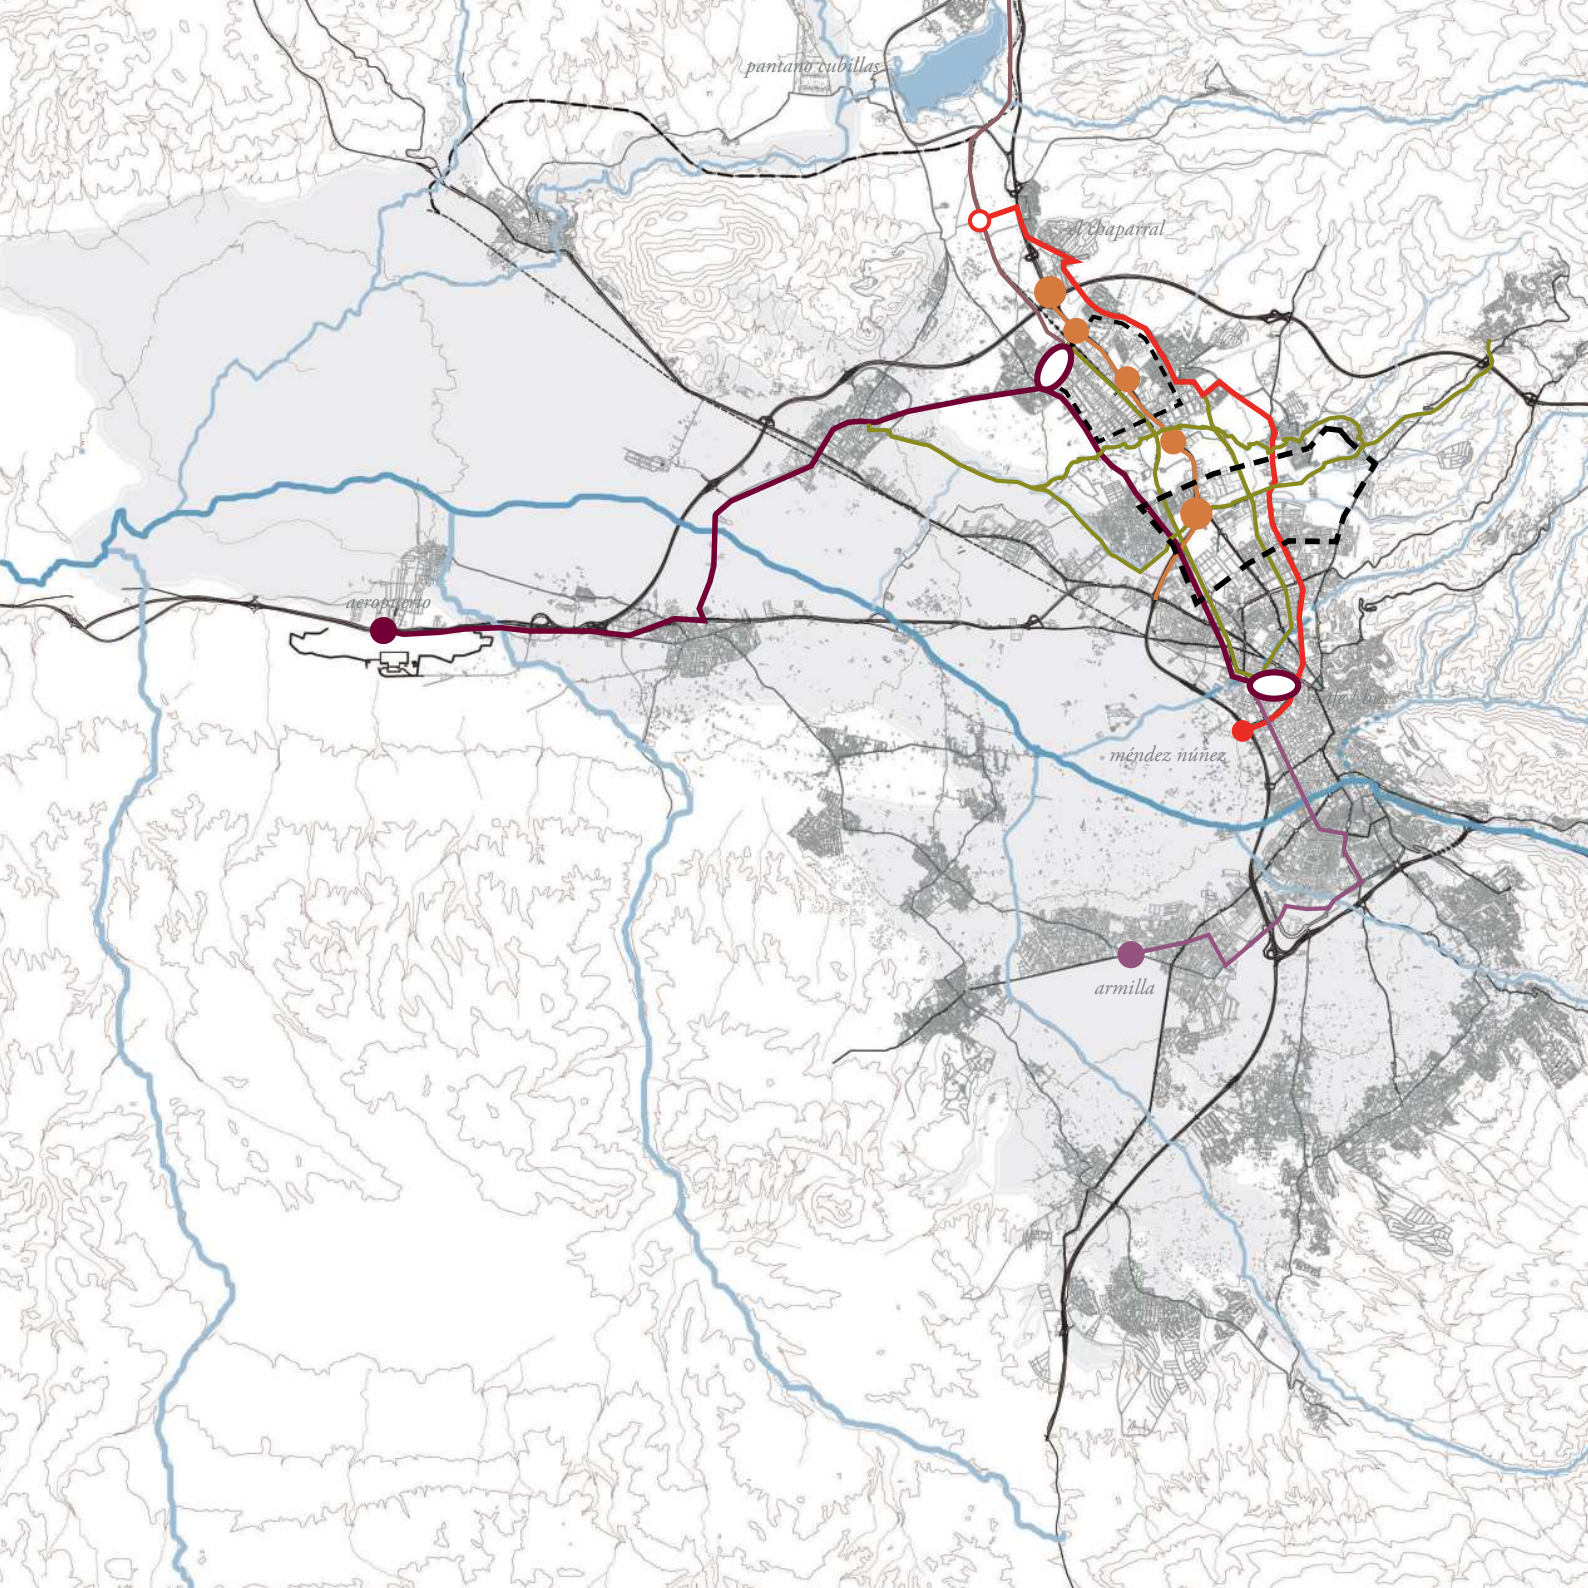 pantano cubillas
el chaparral
aeropuerto
méndez núñez
armilla